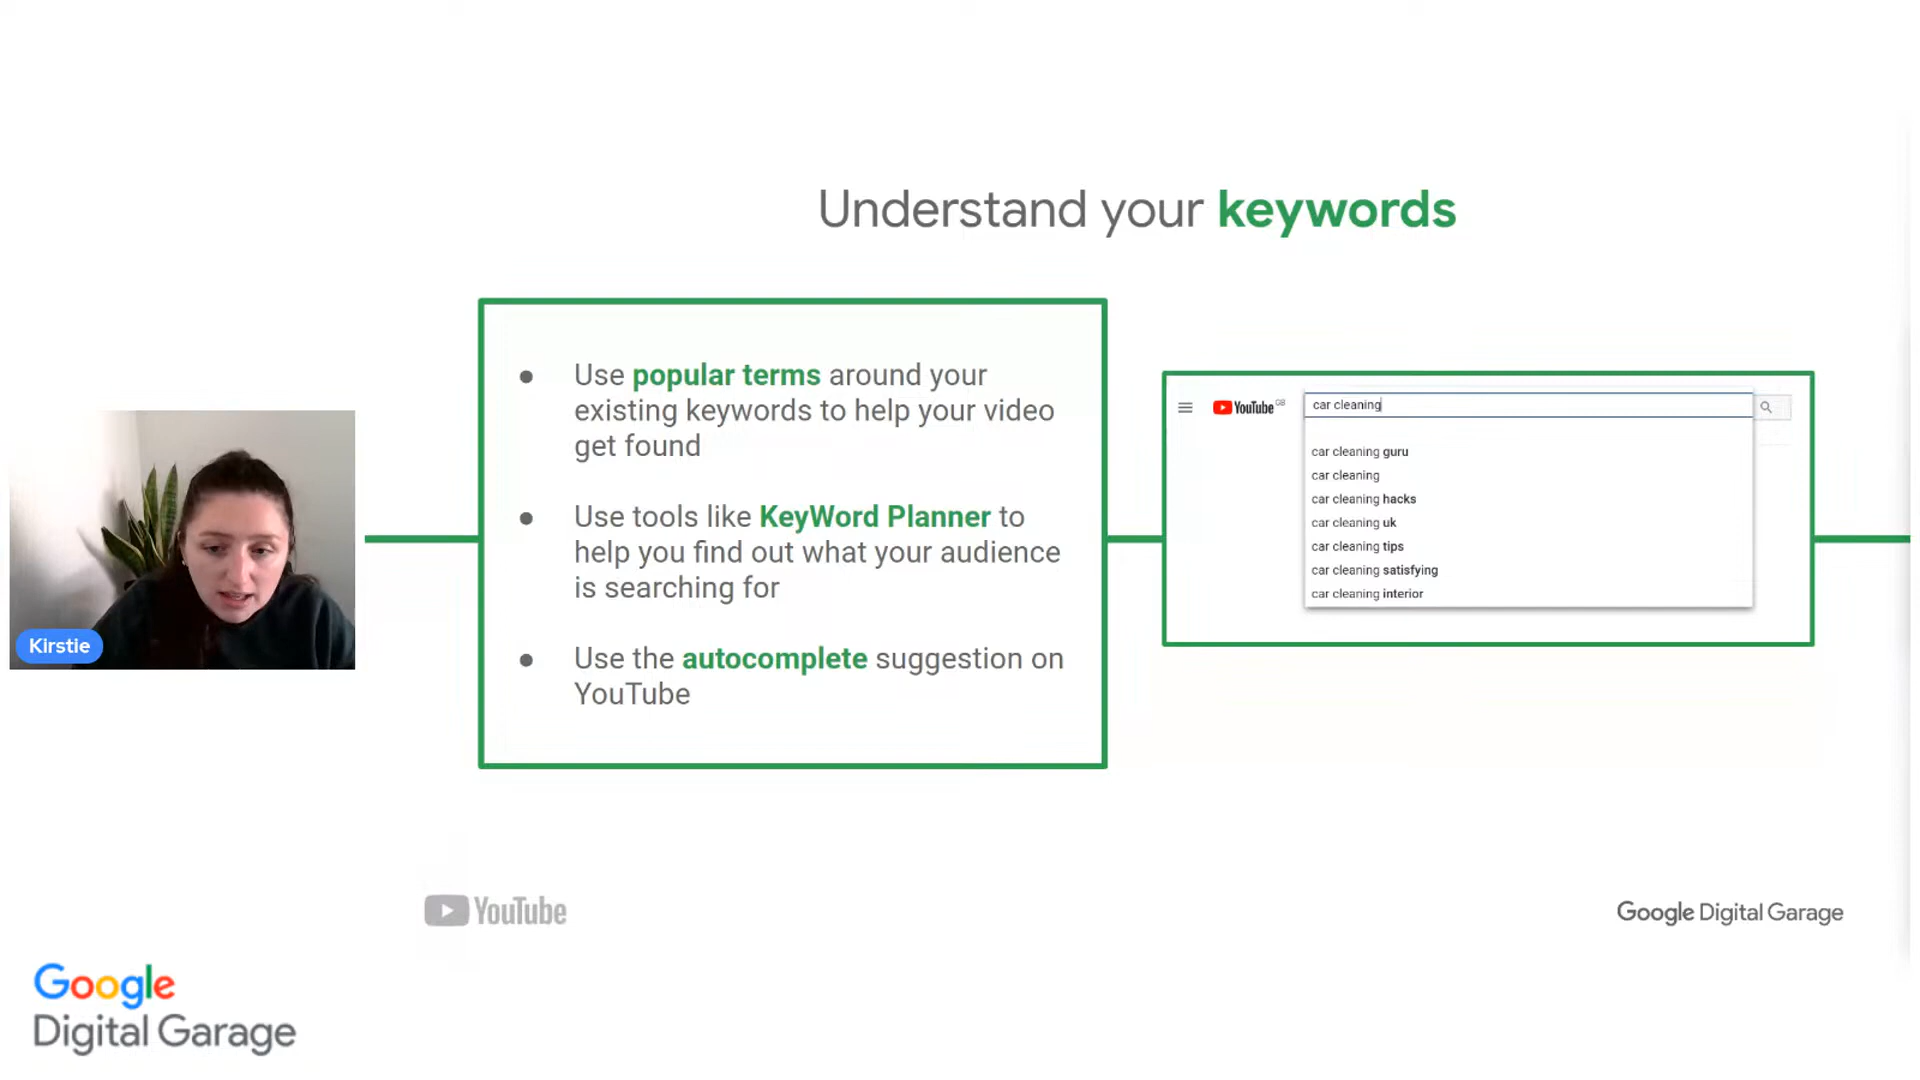 Understand your keywords
Use popular terms around your
existing keywords to help your video
get found
Use tools like KeyWord Planner to
help you find out what your audience
is searching for
Use the autocomplete suggestion on
YouTube
YouTube GB
car cleaning
car cleaning guru
car cleaning
car cleaning hacks
car cleaning uk
car cleaning tips
car cleaning satisfying
car cleaning interior
Kirstie
YouTube
Google Digital Garage
Google
Digital Garage